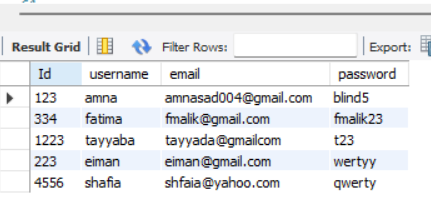 Result Grid Filter Rows: Export:
Id username email password
123 amna amnasad004@gmail.com blind5
334 fatima fmalik@gmail.com fmalik23
1223 tayyaba tayyada@gmailcom t23
223 eiman eiman@gmail.com wertyy
4556 shafia shfaia@yahoo.com qwerty